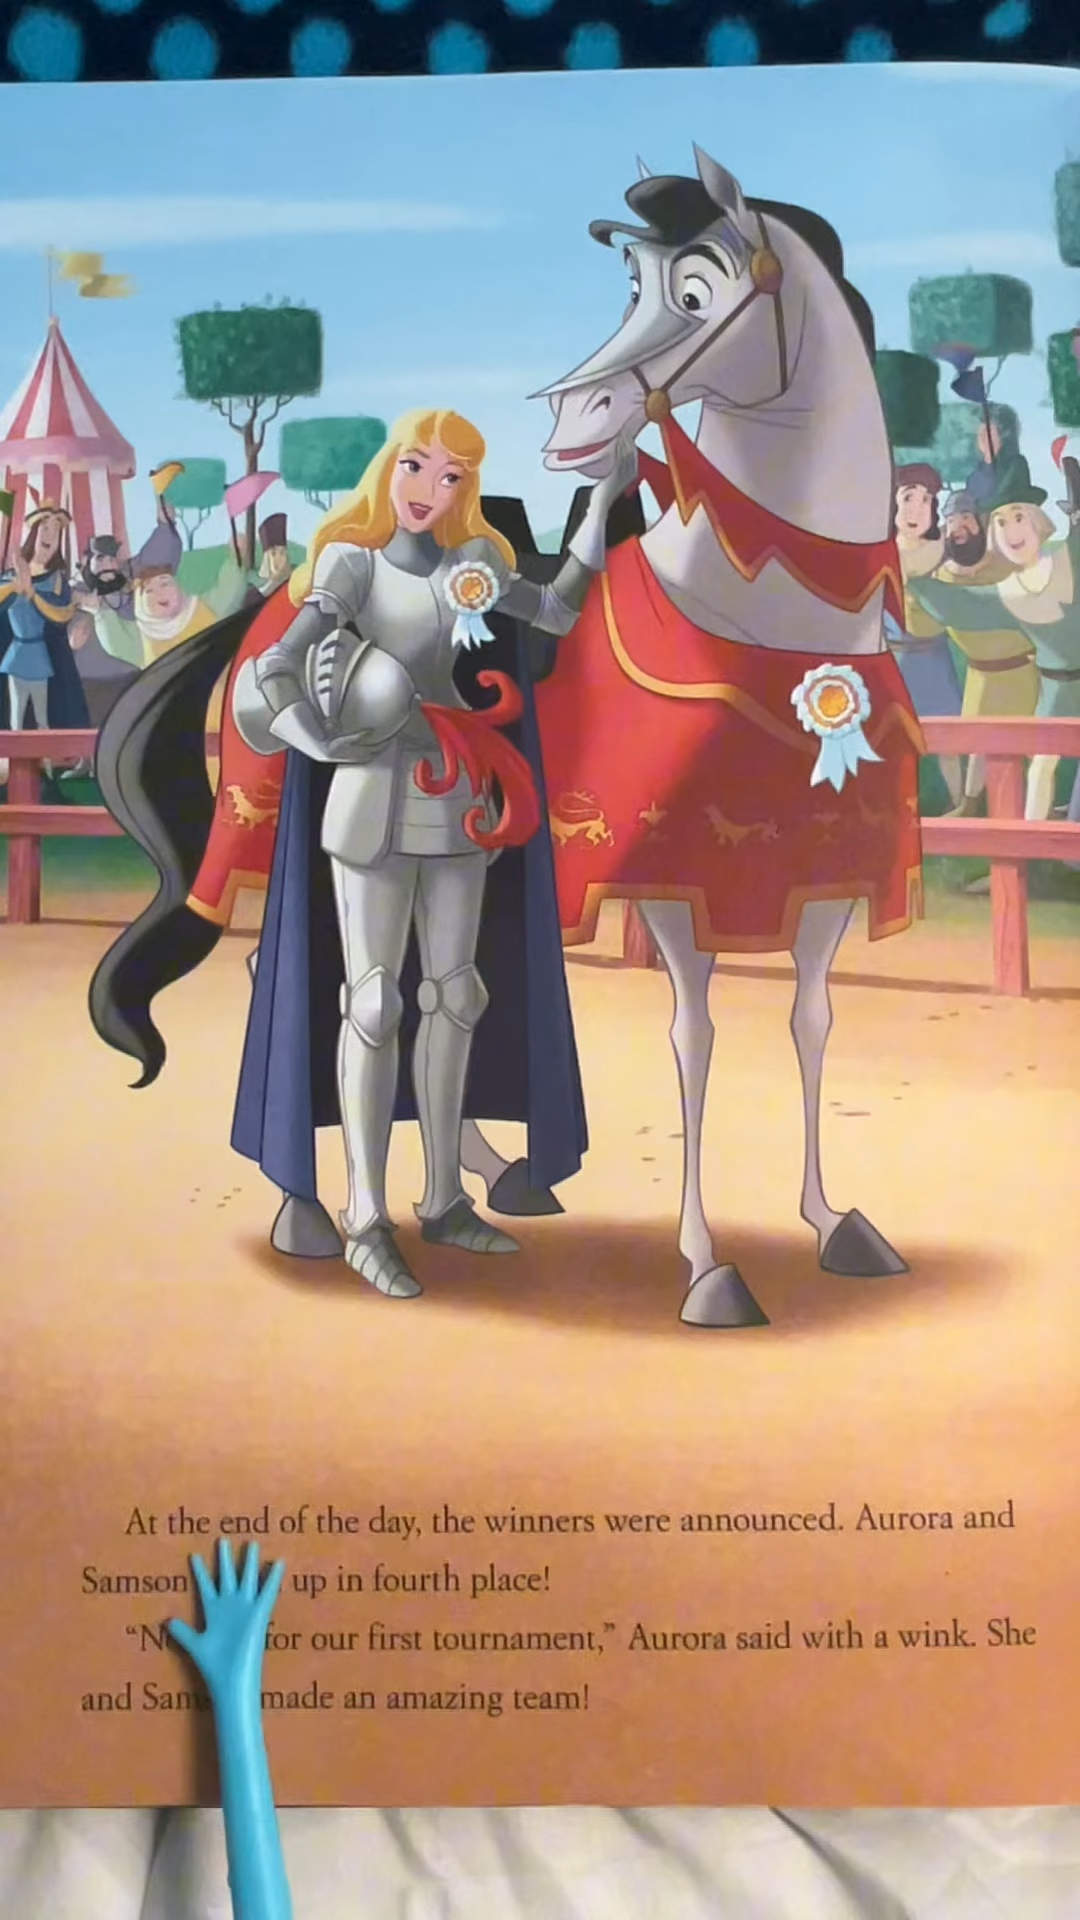 At the end of the day, the winners were announced. Aurora and
Samson up in fourth place!
for our first tournament,” Aurora said with a wink. She
and made an amazing team!